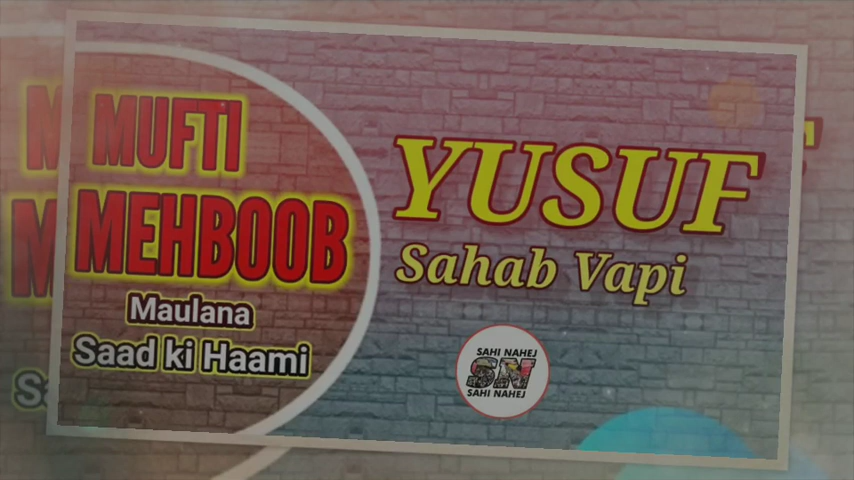 MUFTI
MEHBOOB
Maulana
Saad ki Haami
YUSUF
Sahab Vapi
SAHI NAHEJ
SN
SAHI NAHEJ